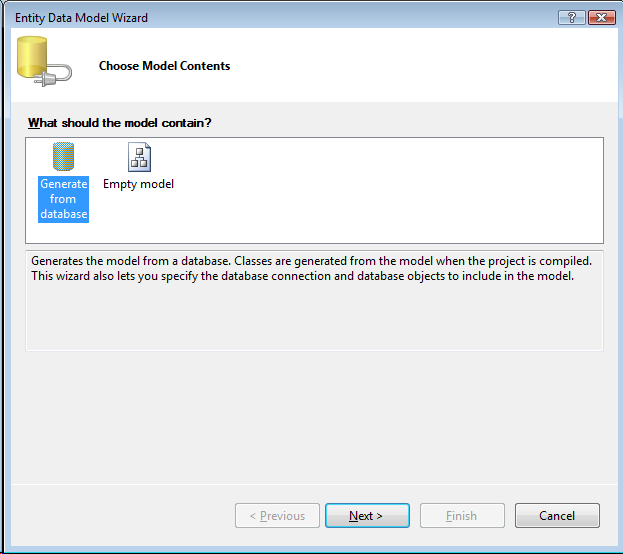 Entity Data Model Wizard
?
Choose Model Contents
What should the model contain?
Generate
from
database
Empty model
Generates the model from a database. Classes are generated from the model when the project is compiled.
This wizard also lets you specify the database connection and database objects to include in the model.
< Previous
Next >
Finish
Cancel